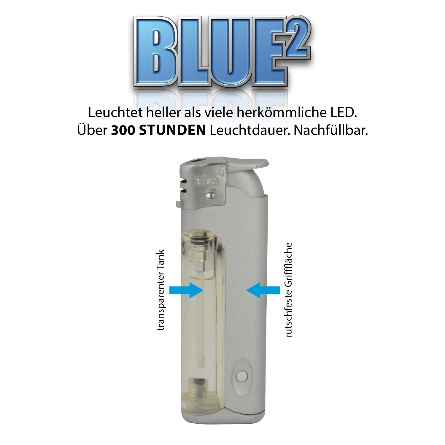 BLUE²
Leuchtet heller als viele herkömmliche LED.
Über 300 STUNDEN Leuchtdauer. Nachfüllbar.
transparenter Tank
rutschfeste Grifffläche